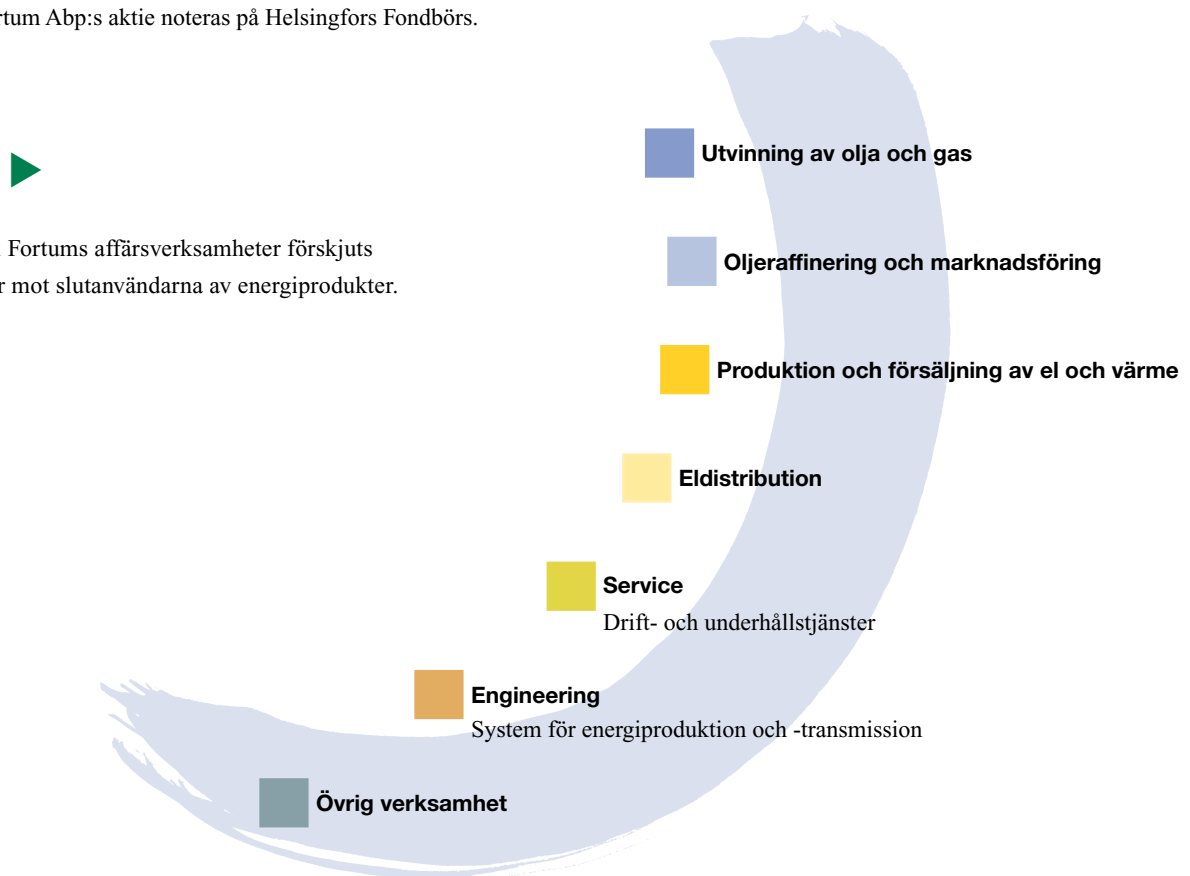 rtum Abp:s aktie noteras på Helsingfors Fondbörs.
Fortums affärsverksamheter förskjuts
r mot slutanvändarna av energiprodukter.
Utvinning av olja och gas
Oljeraffinering och marknadsföring
Produktion och försäljning av el och värme
Eldistribution
Service
Drift- och underhållstjänster
Engineering
System för energiproduktion och -transmission
Övrig verksamhet